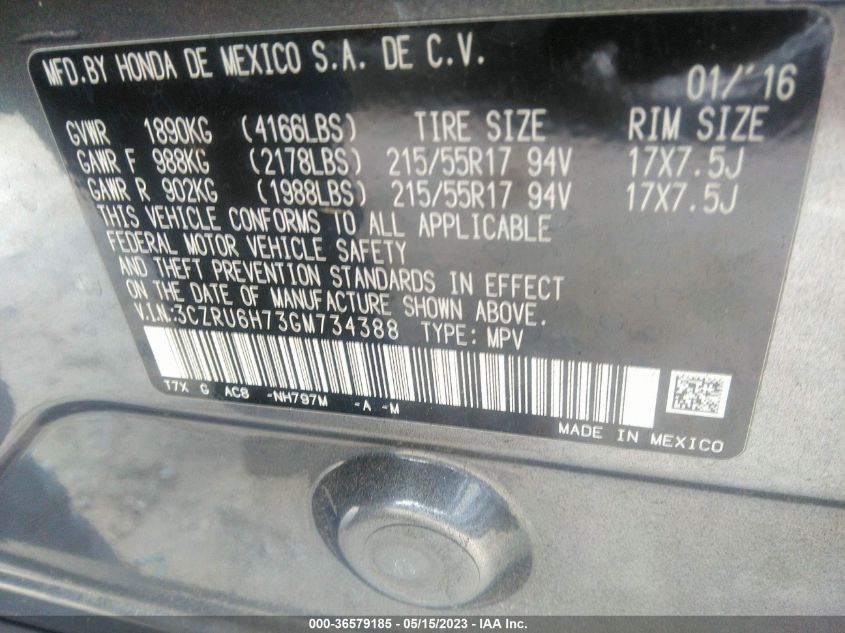 MFD.BY HONDA DE MEXICO S.A. DE C.V.
01/'16
GVWR 1890KG (4166LBS) TIRE SIZE RIM SIZE
GAWR F 988KG (2178LBS) 215/55R17 94V 17X7.5J
GAWR R 902KG (1988LBS) 215/55R17 94V 17X7.5J
THIS VEHICLE CONFORMS TO ALL APPLICABLE
FEDERAL MOTOR VEHICLE SAFETY
AND THEFT PREVENTION STANDARDS IN EFFECT
ON THE DATE OF MANUFACTURE SHOWN ABOVE.
V.I.N:3CZRU6H73GM734388 TYPE: MPV
T7X G AC8 -NH797M -A -M
MADE IN MEXICO
000-36579185 - 05/15/2023 - IAA Inc.